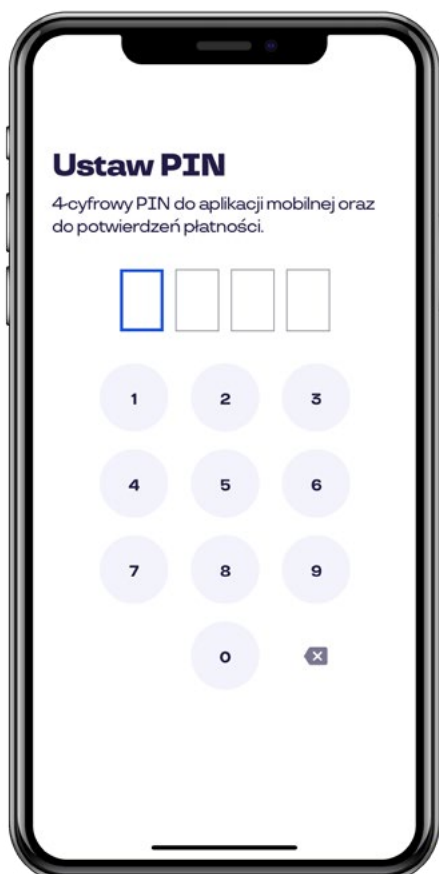 Ustaw PIN
4-cyfrowy PIN do aplikacji mobilnej oraz
do potwierdzeń płatności.
1 2 3
4 5 6
7 8 9
0